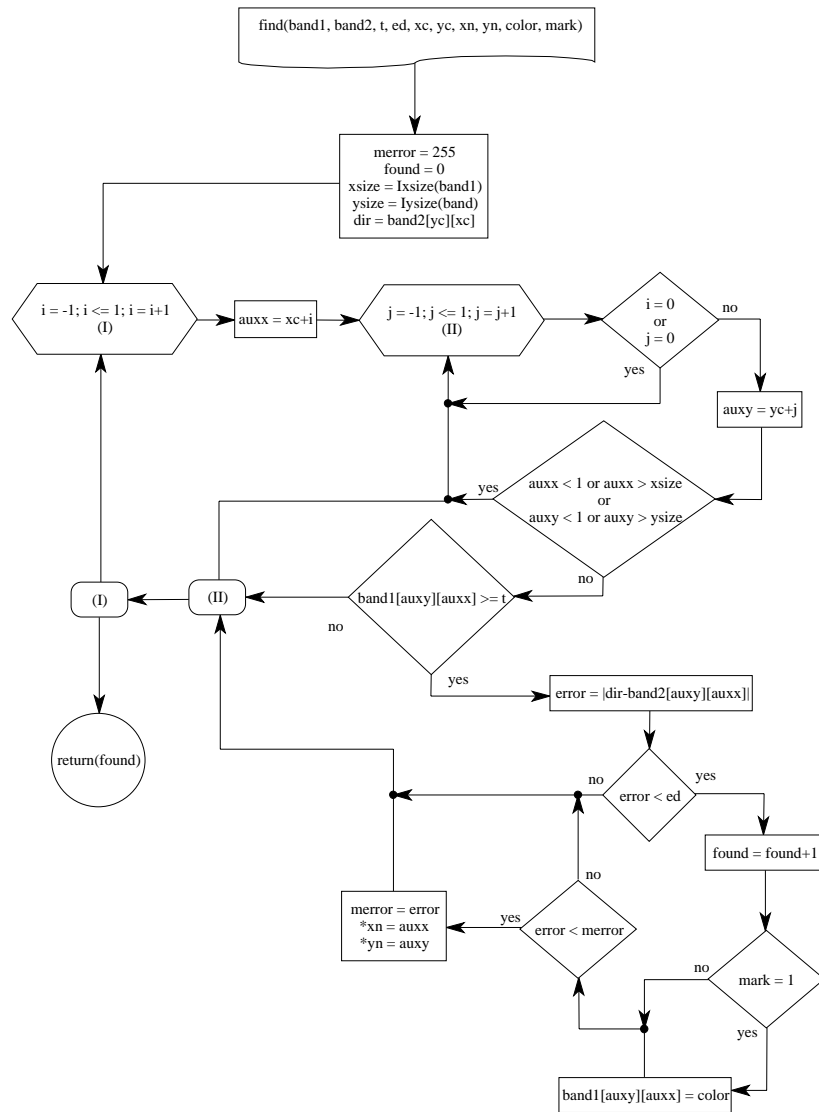 find(band1, band2, t, ed, xc, yc, xn, yn, color, mark)
merror = 255
found = 0
xsize = Ixsize(band1)
ysize = Iysize(band)
dir = band2[yc][xc]
i = -1; i <= 1; i = i+1
(I)
auxx = xc+i
j = -1; j <= 1; j = j+1
(II)
i = 0
or
j = 0
no
yes
auxy = yc+j
auxx < 1 or auxx > xsize
or
auxy < 1 or auxy > ysize
yes
no
band1[auxy][auxx] >= t
no
yes
(II)
(I)
return(found)
error = |dir-band2[auxy][auxx]|
error < ed
no
yes
found = found+1
mark = 1
no
yes
band1[auxy][auxx] = color
error < merror
no
yes
merror = error
*xn = auxx
*yn = auxy